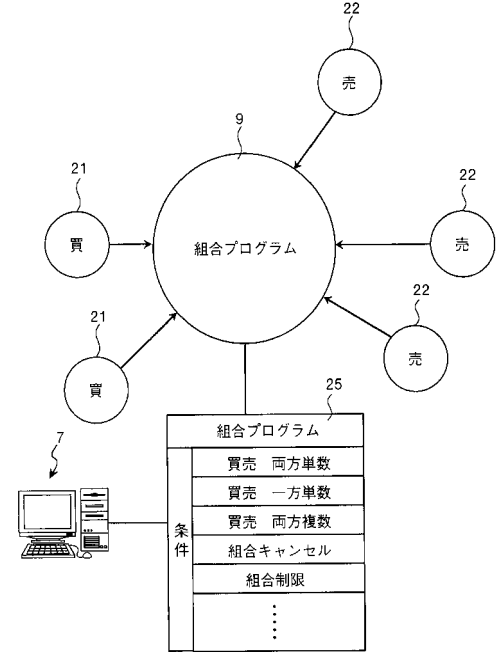 22
売
9
21
買
22
売
組合プログラム
22
売
21
買
25
組合プログラム
7
条件
買売 両方単数
買売 一方単数
買売 両方複数
組合キャンセル
組合制限